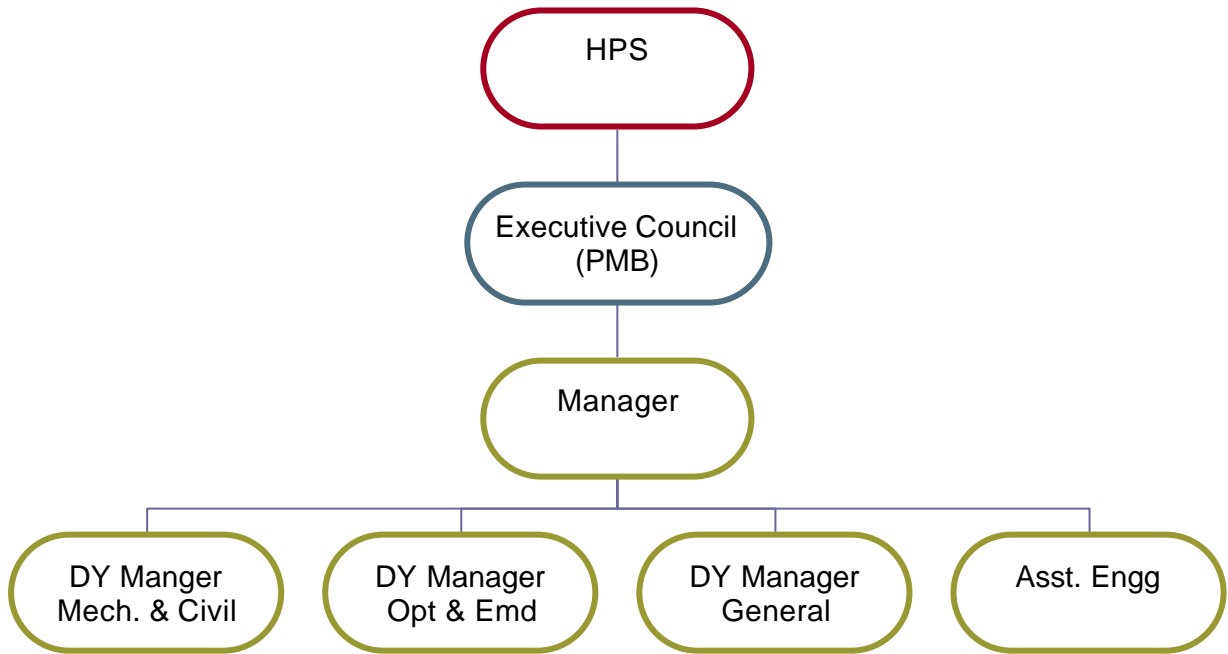 HPS
Executive Council
(PMB)
Manager
DY Manger
Mech. & Civil
DY Manager
Opt & Emd
DY Manager
General
Asst. Engg